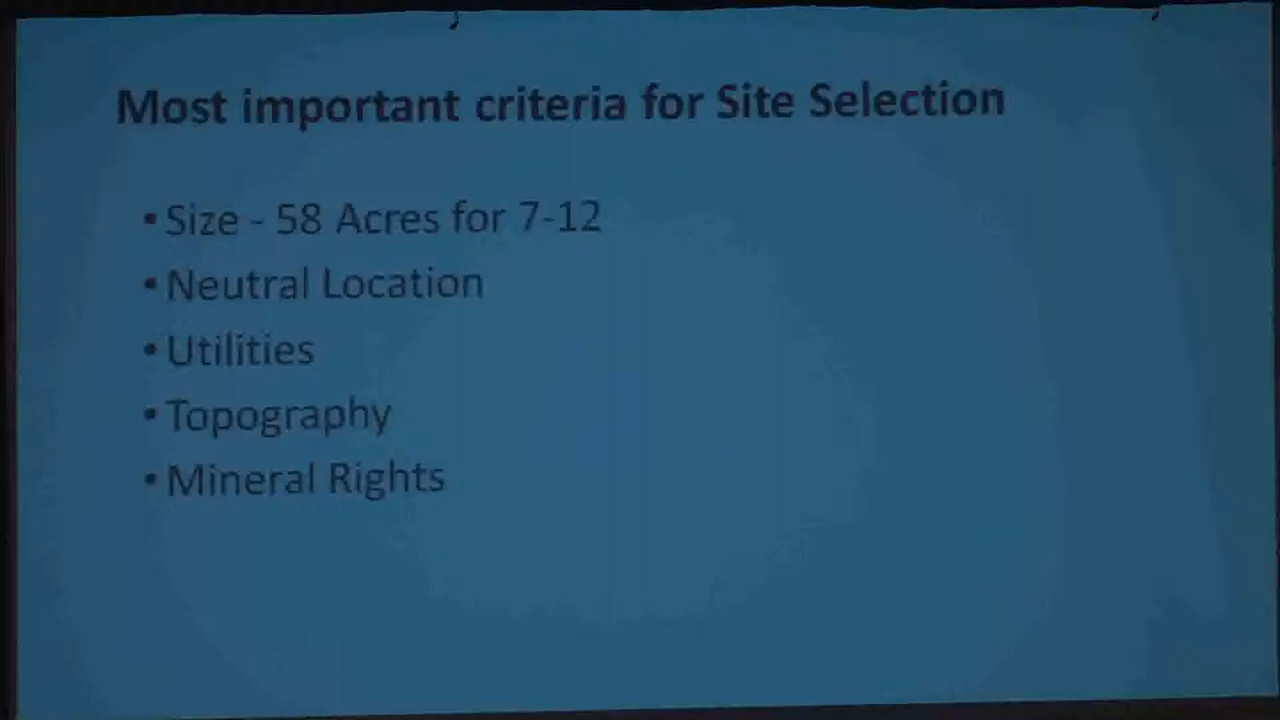 Most important criteria for Site Selection
• Size - 58 Acres for 7-12
• Neutral Location
• Utilities
• Topography
• Mineral Rights